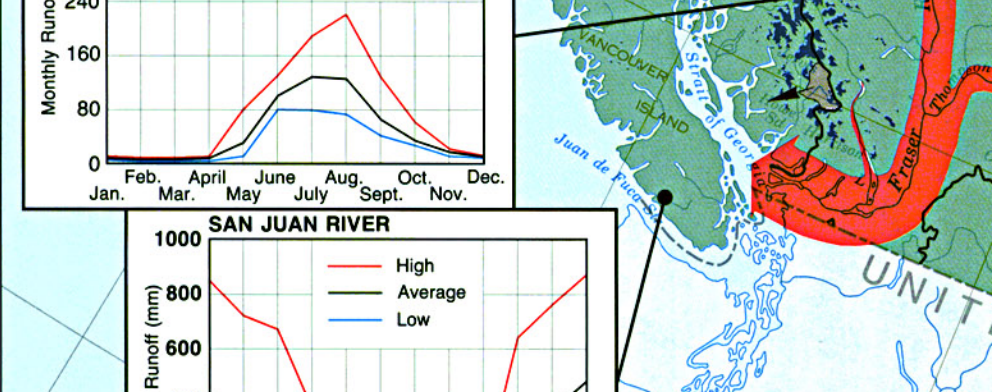 240
160
80
0
Monthly Runo
Feb. April June Aug. Oct. Dec.
Jan. Mar. May July Sept. Nov.
SAN JUAN RIVER
1000
800
600
Runoff (mm)
High
Average
Low
VANCOUVER
ISLAND
Strait of Georgia
Juan de Fuca
Fraser
Thompson
UNIT